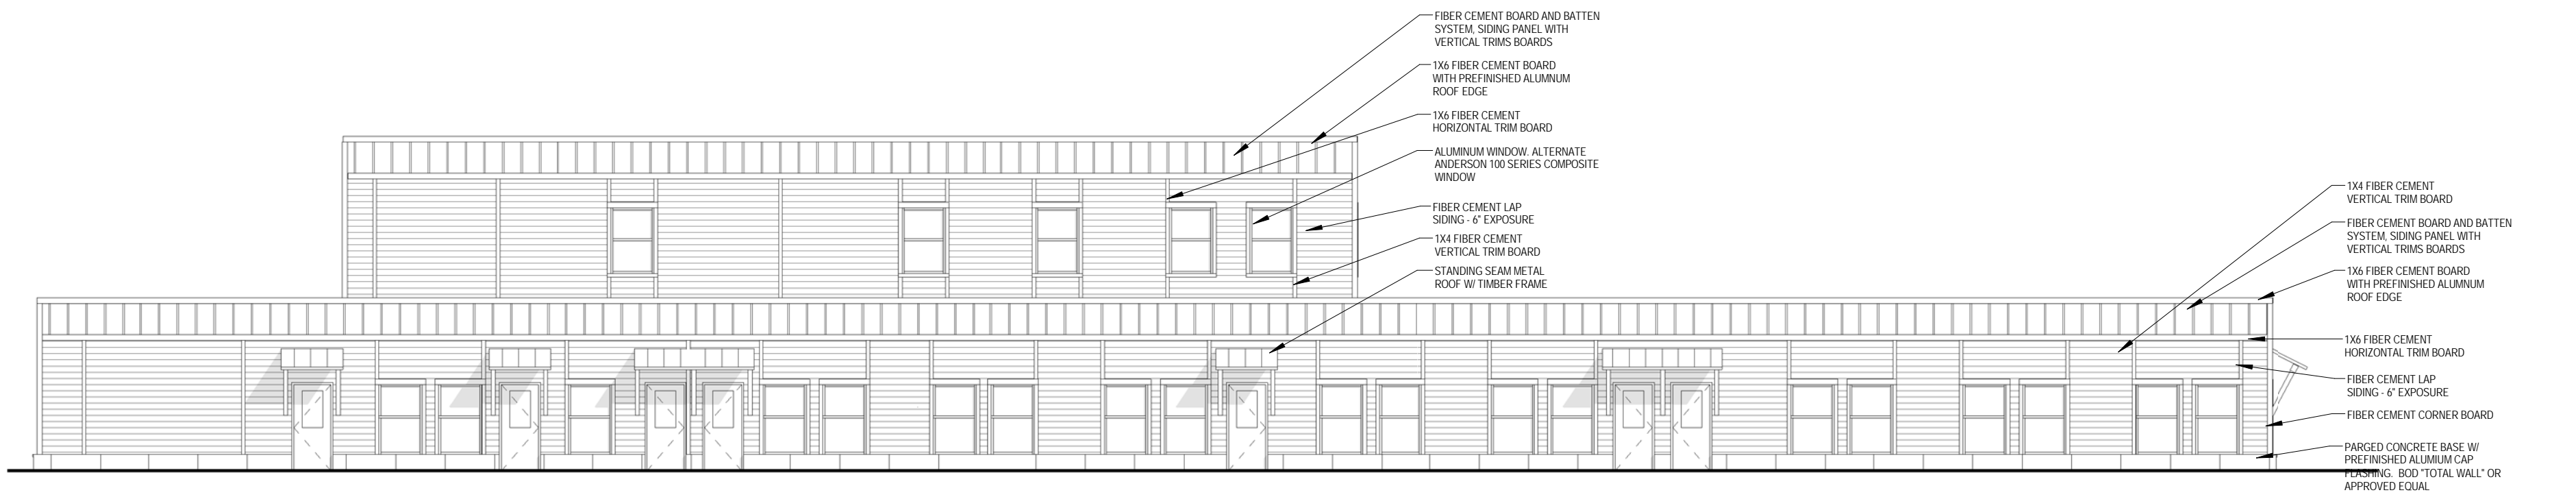 FIBER CEMENT BOARD AND BATTEN
SYSTEM, SIDING PANEL WITH
VERTICAL TRIMS BOARDS
1X6 FIBER CEMENT BOARD
WITH PREFINISHED ALUMNUM
ROOF EDGE
1X6 FIBER CEMENT
HORIZONTAL TRIM BOARD
ALUMINUM WINDOW. ALTERNATE
ANDERSON 100 SERIES COMPOSITE
WINDOW
FIBER CEMENT LAP
SIDING - 6" EXPOSURE
1X4 FIBER CEMENT
VERTICAL TRIM BOARD
STANDING SEAM METAL
ROOF W/ TIMBER FRAME
1X4 FIBER CEMENT
VERTICAL TRIM BOARD
FIBER CEMENT BOARD AND BATTEN
SYSTEM, SIDING PANEL WITH
VERTICAL TRIMS BOARDS
1X6 FIBER CEMENT BOARD
WITH PREFINISHED ALUMNUM
ROOF EDGE
1X6 FIBER CEMENT
HORIZONTAL TRIM BOARD
FIBER CEMENT LAP
SIDING - 6" EXPOSURE
FIBER CEMENT CORNER BOARD
PARGED CONCRETE BASE W/
PREFINISHED ALUMIUM CAP
FLASHING. BOD "TOTAL WALL" OR
APPROVED EQUAL